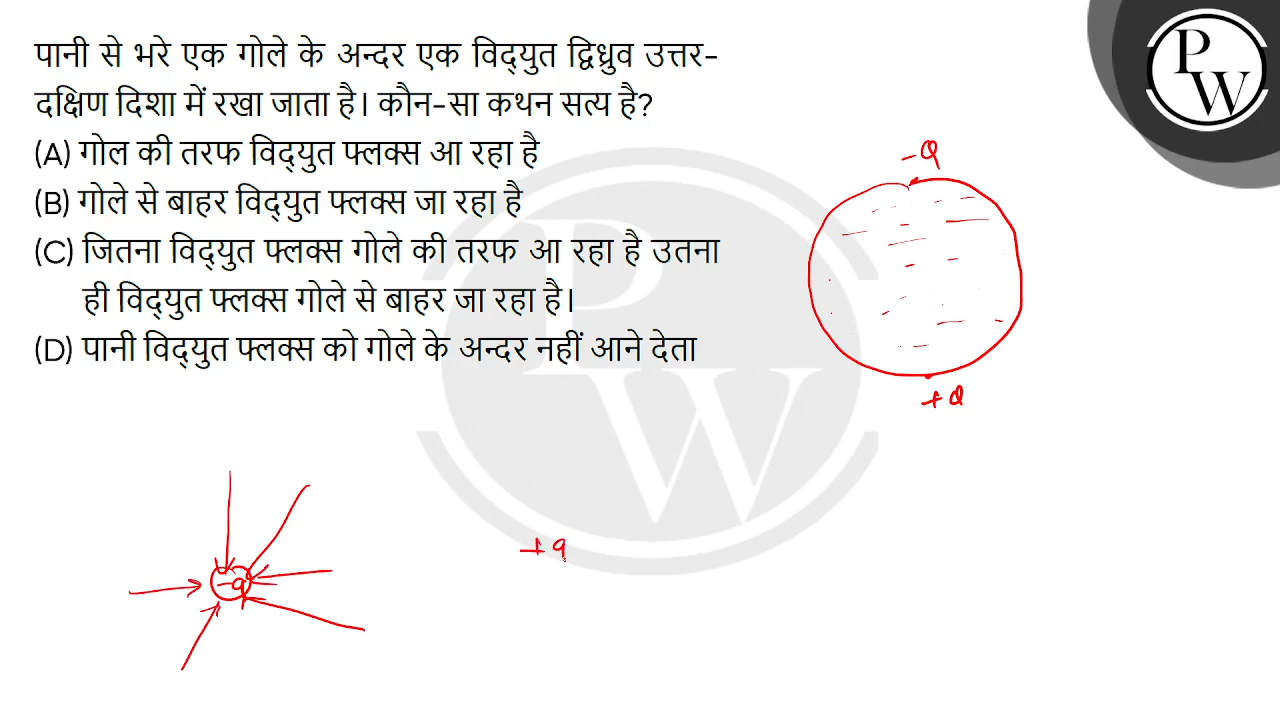 पानी से भरे एक गोले के अन्दर एक विद्युत द्विध्रुव उत्तर-
दक्षिण दिशा में रखा जाता है। कौन-सा कथन सत्य है?
(A) गोल की तरफ विद्युत फ्लक्स आ रहा है
(B) गोले से बाहर विद्युत फ्लक्स जा रहा है
(C) जितना विद्युत फ्लक्स गोले की तरफ आ रहा है उतना
ही विद्युत फ्लक्स गोले से बाहर जा रहा है।
(D) पानी विद्युत फ्लक्स को गोले के अन्दर नहीं आने देता
P
W
-Q
+Q
-q
+q
P
W